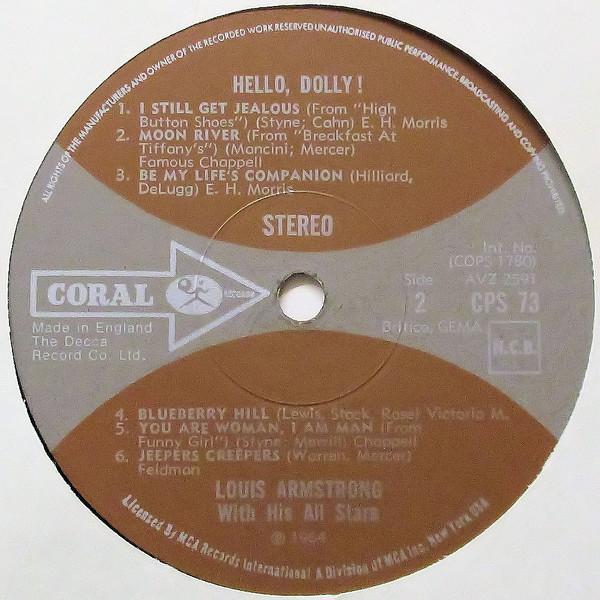 ALL RIGHTS OF THE MANUFACTURERS AND OWNER OF THE RECORDED WORK RESERVED UNAUTHORISED PUBLIC PERFORMANCE, BROADCASTING AND COPYING PROHIBITED
HELLO, DOLLY!
1. I STILL GET JEALOUS (From "High
Button Shoes") (Styne; Cahn) E. H. Morris
2. MOON RIVER (From "Breakfast At
Tiffany's") (Mancini; Mercer)
Famous Chappell
3. BE MY LIFE'S COMPANION (Hilliard,
DeLugg) E. H. Morris
STEREO
Int. No.
(COPS 1780)
Side AVZ 2591
2 CPS 73
Britico, GEMA
N.C.B.
CORAL
RECORDS
Made in England
The Decca
Record Co. Ltd.
4. BLUEBERRY HILL (Lewis, Stock, Rose) Victoria M.
5. YOU ARE WOMAN, I AM MAN (From
Funny Girl") (Styne; Merrill) Chappell
6. JEEPERS CREEPERS (Warren, Mercer)
Feldman
LOUIS ARMSTRONG
With His All Stars
℗ 1964
Licensed By MCA Records International A Division of MCA Inc. New York USA